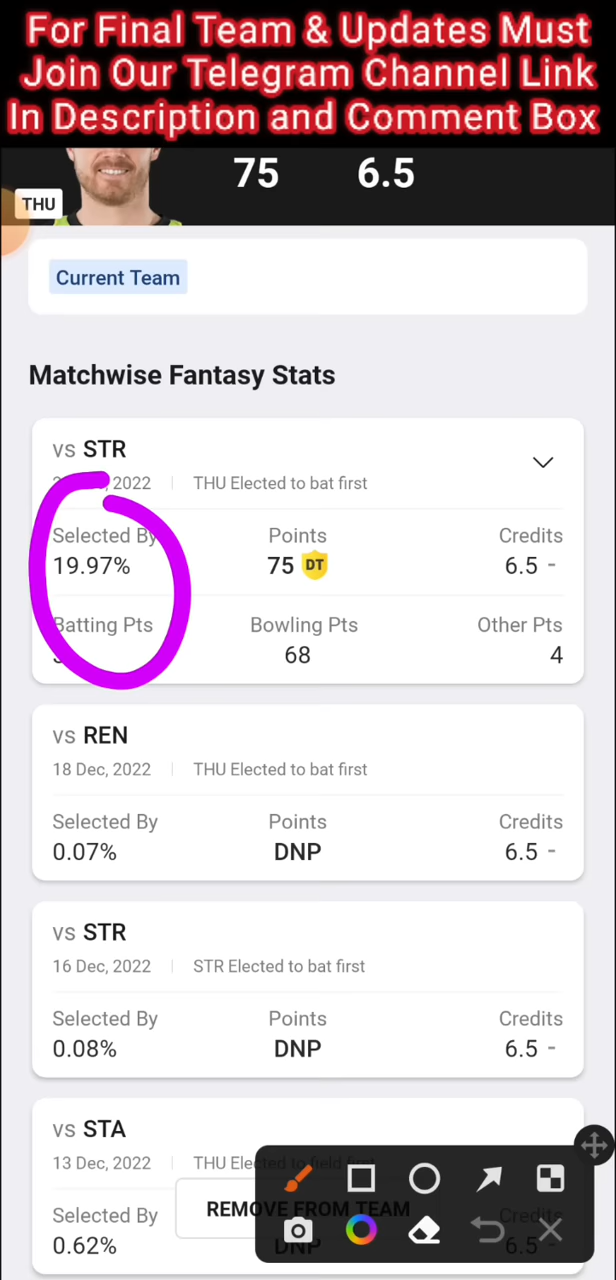 For Final Team & Updates Must
Join Our Telegram Channel Link
In Description and Comment Box
75 6.5
THU
Current Team
Matchwise Fantasy Stats
vs STR
2022 | THU Elected to bat first
Selected By Points Credits
19.97% 75 DT 6.5 -
Batting Pts Bowling Pts Other Pts
68 4
vs REN
18 Dec, 2022 | THU Elected to bat first
Selected By Points Credits
0.07% DNP 6.5 -
vs STR
16 Dec, 2022 | STR Elected to bat first
Selected By Points Credits
0.08% DNP 6.5 -
vs STA
13 Dec, 2022 | THU Elected to field first
REMOVE FROM TEAM
Selected By Credits
0.62% DNP 6.5 -